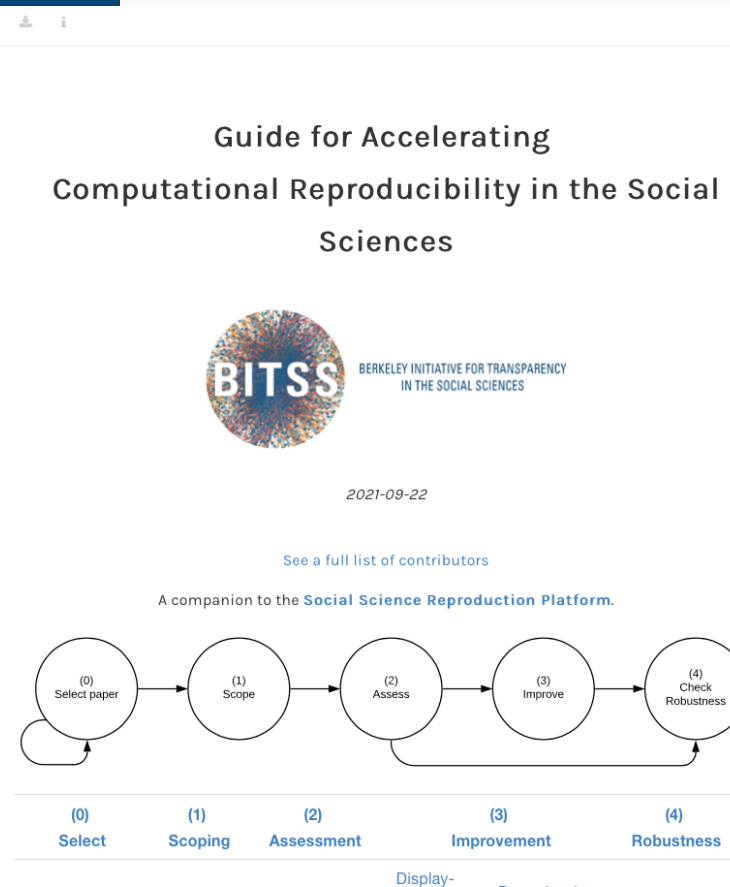 Guide for Accelerating
Computational Reproducibility in the Social
Sciences
BITSS
BERKELEY INITIATIVE FOR TRANSPARENCY
IN THE SOCIAL SCIENCES
2021-09-22
See a full list of contributors
A companion to the Social Science Reproduction Platform.
(0)
Select paper
(1)
Scope
(2)
Assess
(3)
Improve
(4)
Check
Robustness
(0) (1) (2) (3) (4)
Select Scoping Assessment Improvement Robustness
Display-